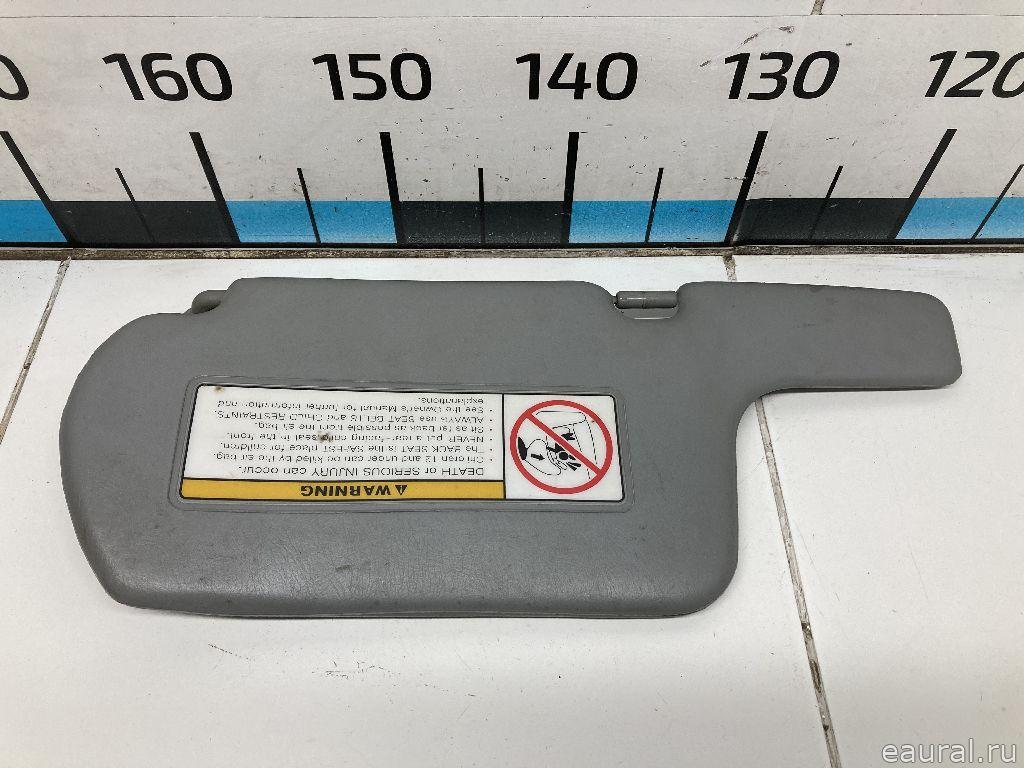 0 160 150 140 130 120
WARNING
DEATH or SERIOUS INJURY can occur.
• Children 12 and under can be killed by the air bag.
• The BACK SEAT is the SAFEST place for children.
• NEVER put a rear-facing child seat in the front.
• Sit as far back as possible from the air bag.
• ALWAYS use SEAT BELTS and CHILD RESTRAINTS.
• See the Owner's Manual for further information and
explanations.
eaural.ru